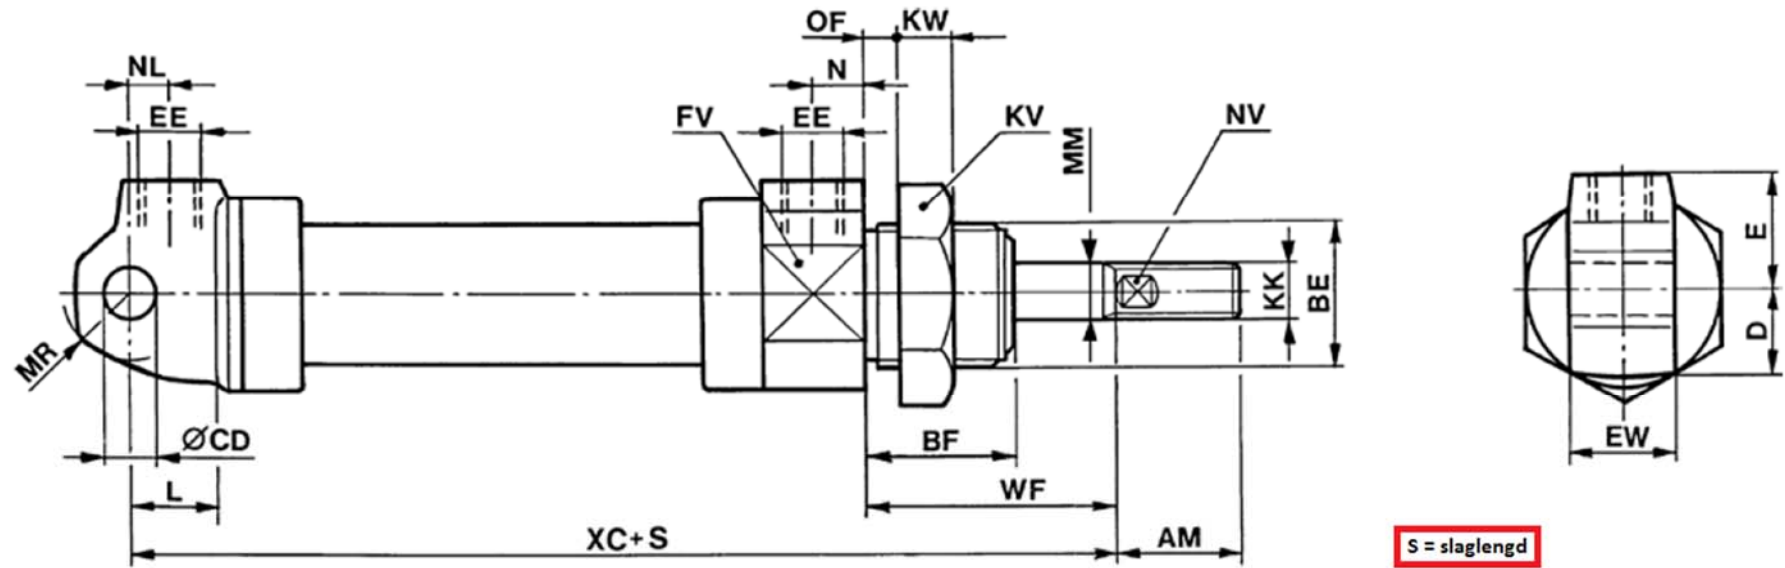 OF KW
NL N
EE FV EE KV NV
MM
E
KK BE
D
MR
ØCD BF EW
L WF
XC+S AM
S = slaglengd